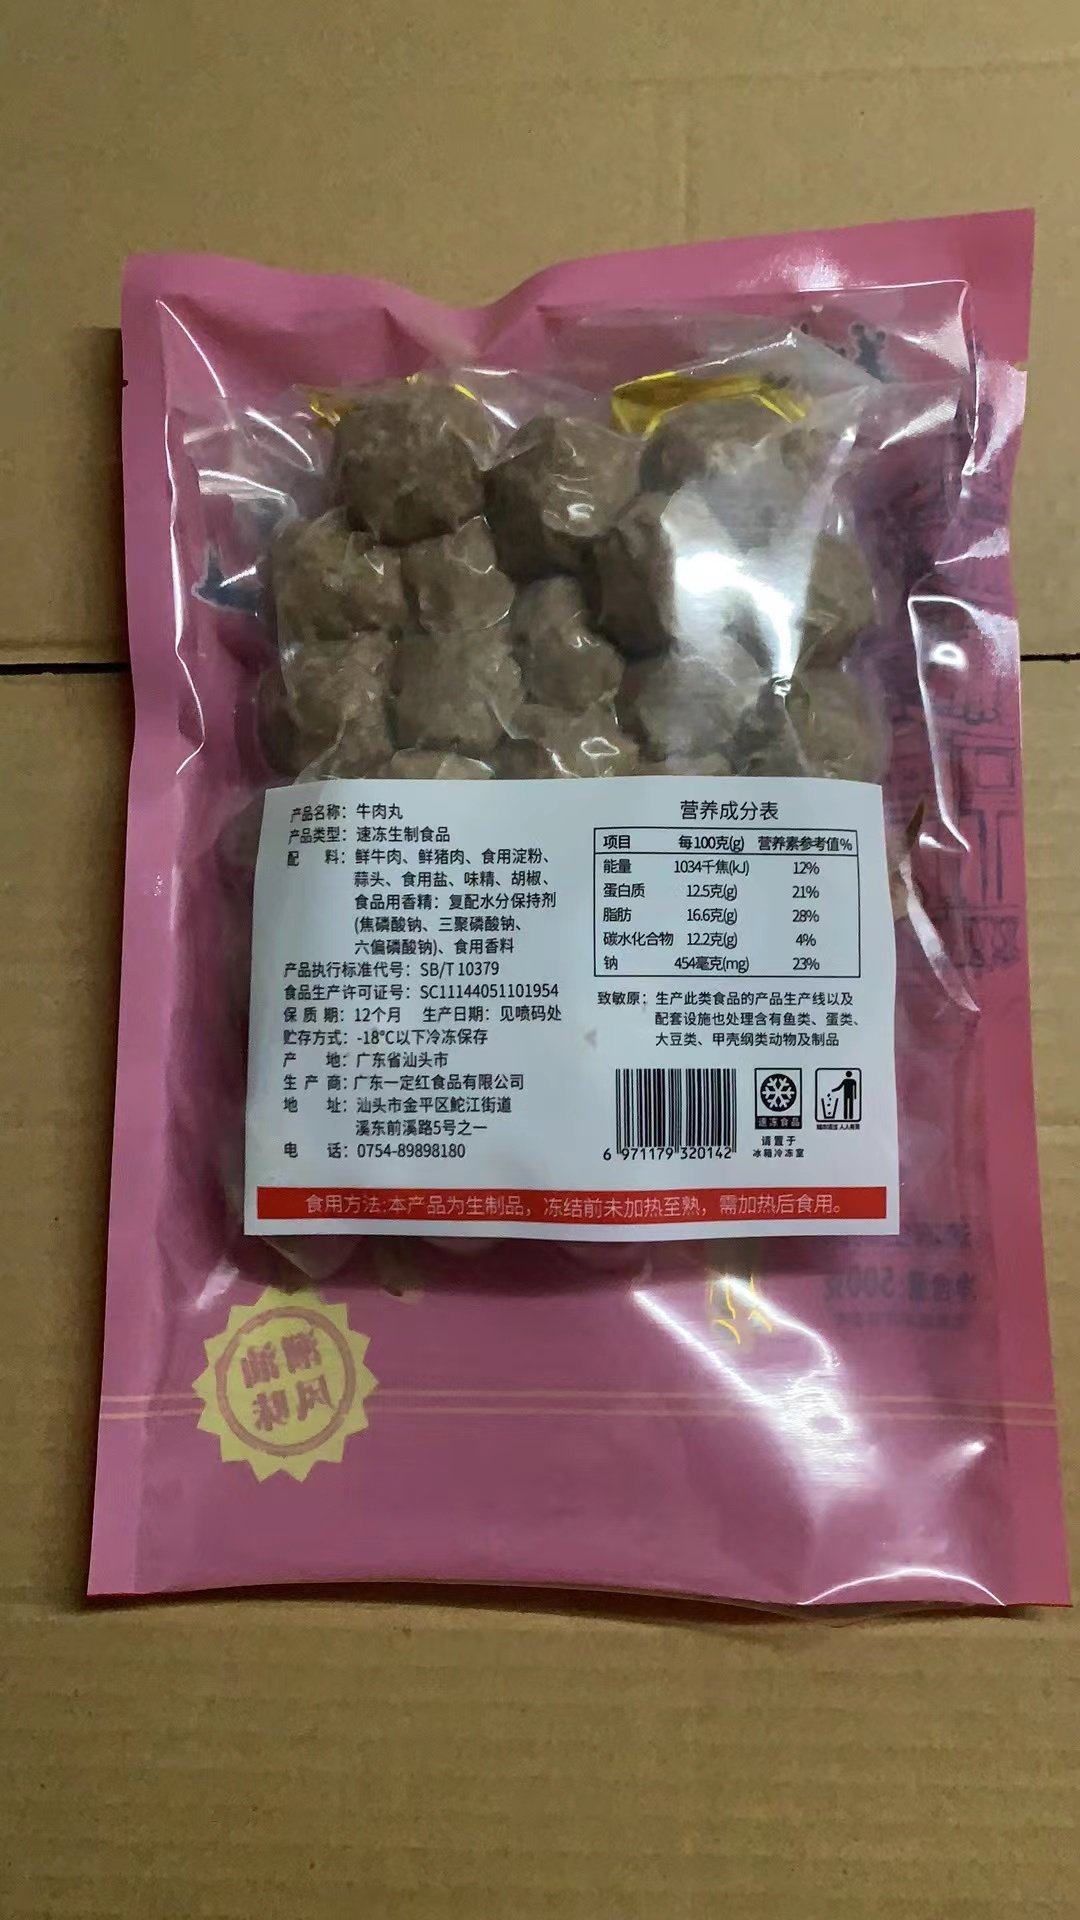 产品名称：牛肉丸
产品类型：速冻生制食品
配 料：鲜牛肉、鲜猪肉、食用淀粉、
蒜头、食用盐、味精、胡椒、
食品用香精：复配水分保持剂
(焦磷酸钠、三聚磷酸钠、
六偏磷酸钠)、食用香料
产品执行标准代号：SB/T 10379
食品生产许可证号：SC11144051101954
保 质 期：12个月 生产日期：见喷码处
贮存方式：-18℃以下冷冻保存
产 地：广东省汕头市
生 产 商：广东一定红食品有限公司
地 址：汕头市金平区鮀江街道
溪东前溪路5号之一
电 话：0754-89898180
营养成分表
项目 每100克(g) 营养素参考值%
能量 1034千焦(kJ) 12%
蛋白质 12.5克(g) 21%
脂肪 16.6克(g) 28%
碳水化合物 12.2克(g) 4%
钠 454毫克(mg) 23%
致敏原：生产此类食品的产品生产线以及
配套设施也处理含有鱼类、蛋类、
大豆类、甲壳纲类动物及制品
6 971179 320142
速冻食品
请置于
冰箱冷冻室
食用方法:本产品为生制品，冻结前未加热至熟，需加热后食用。
净含量:500克
潮汕
风味